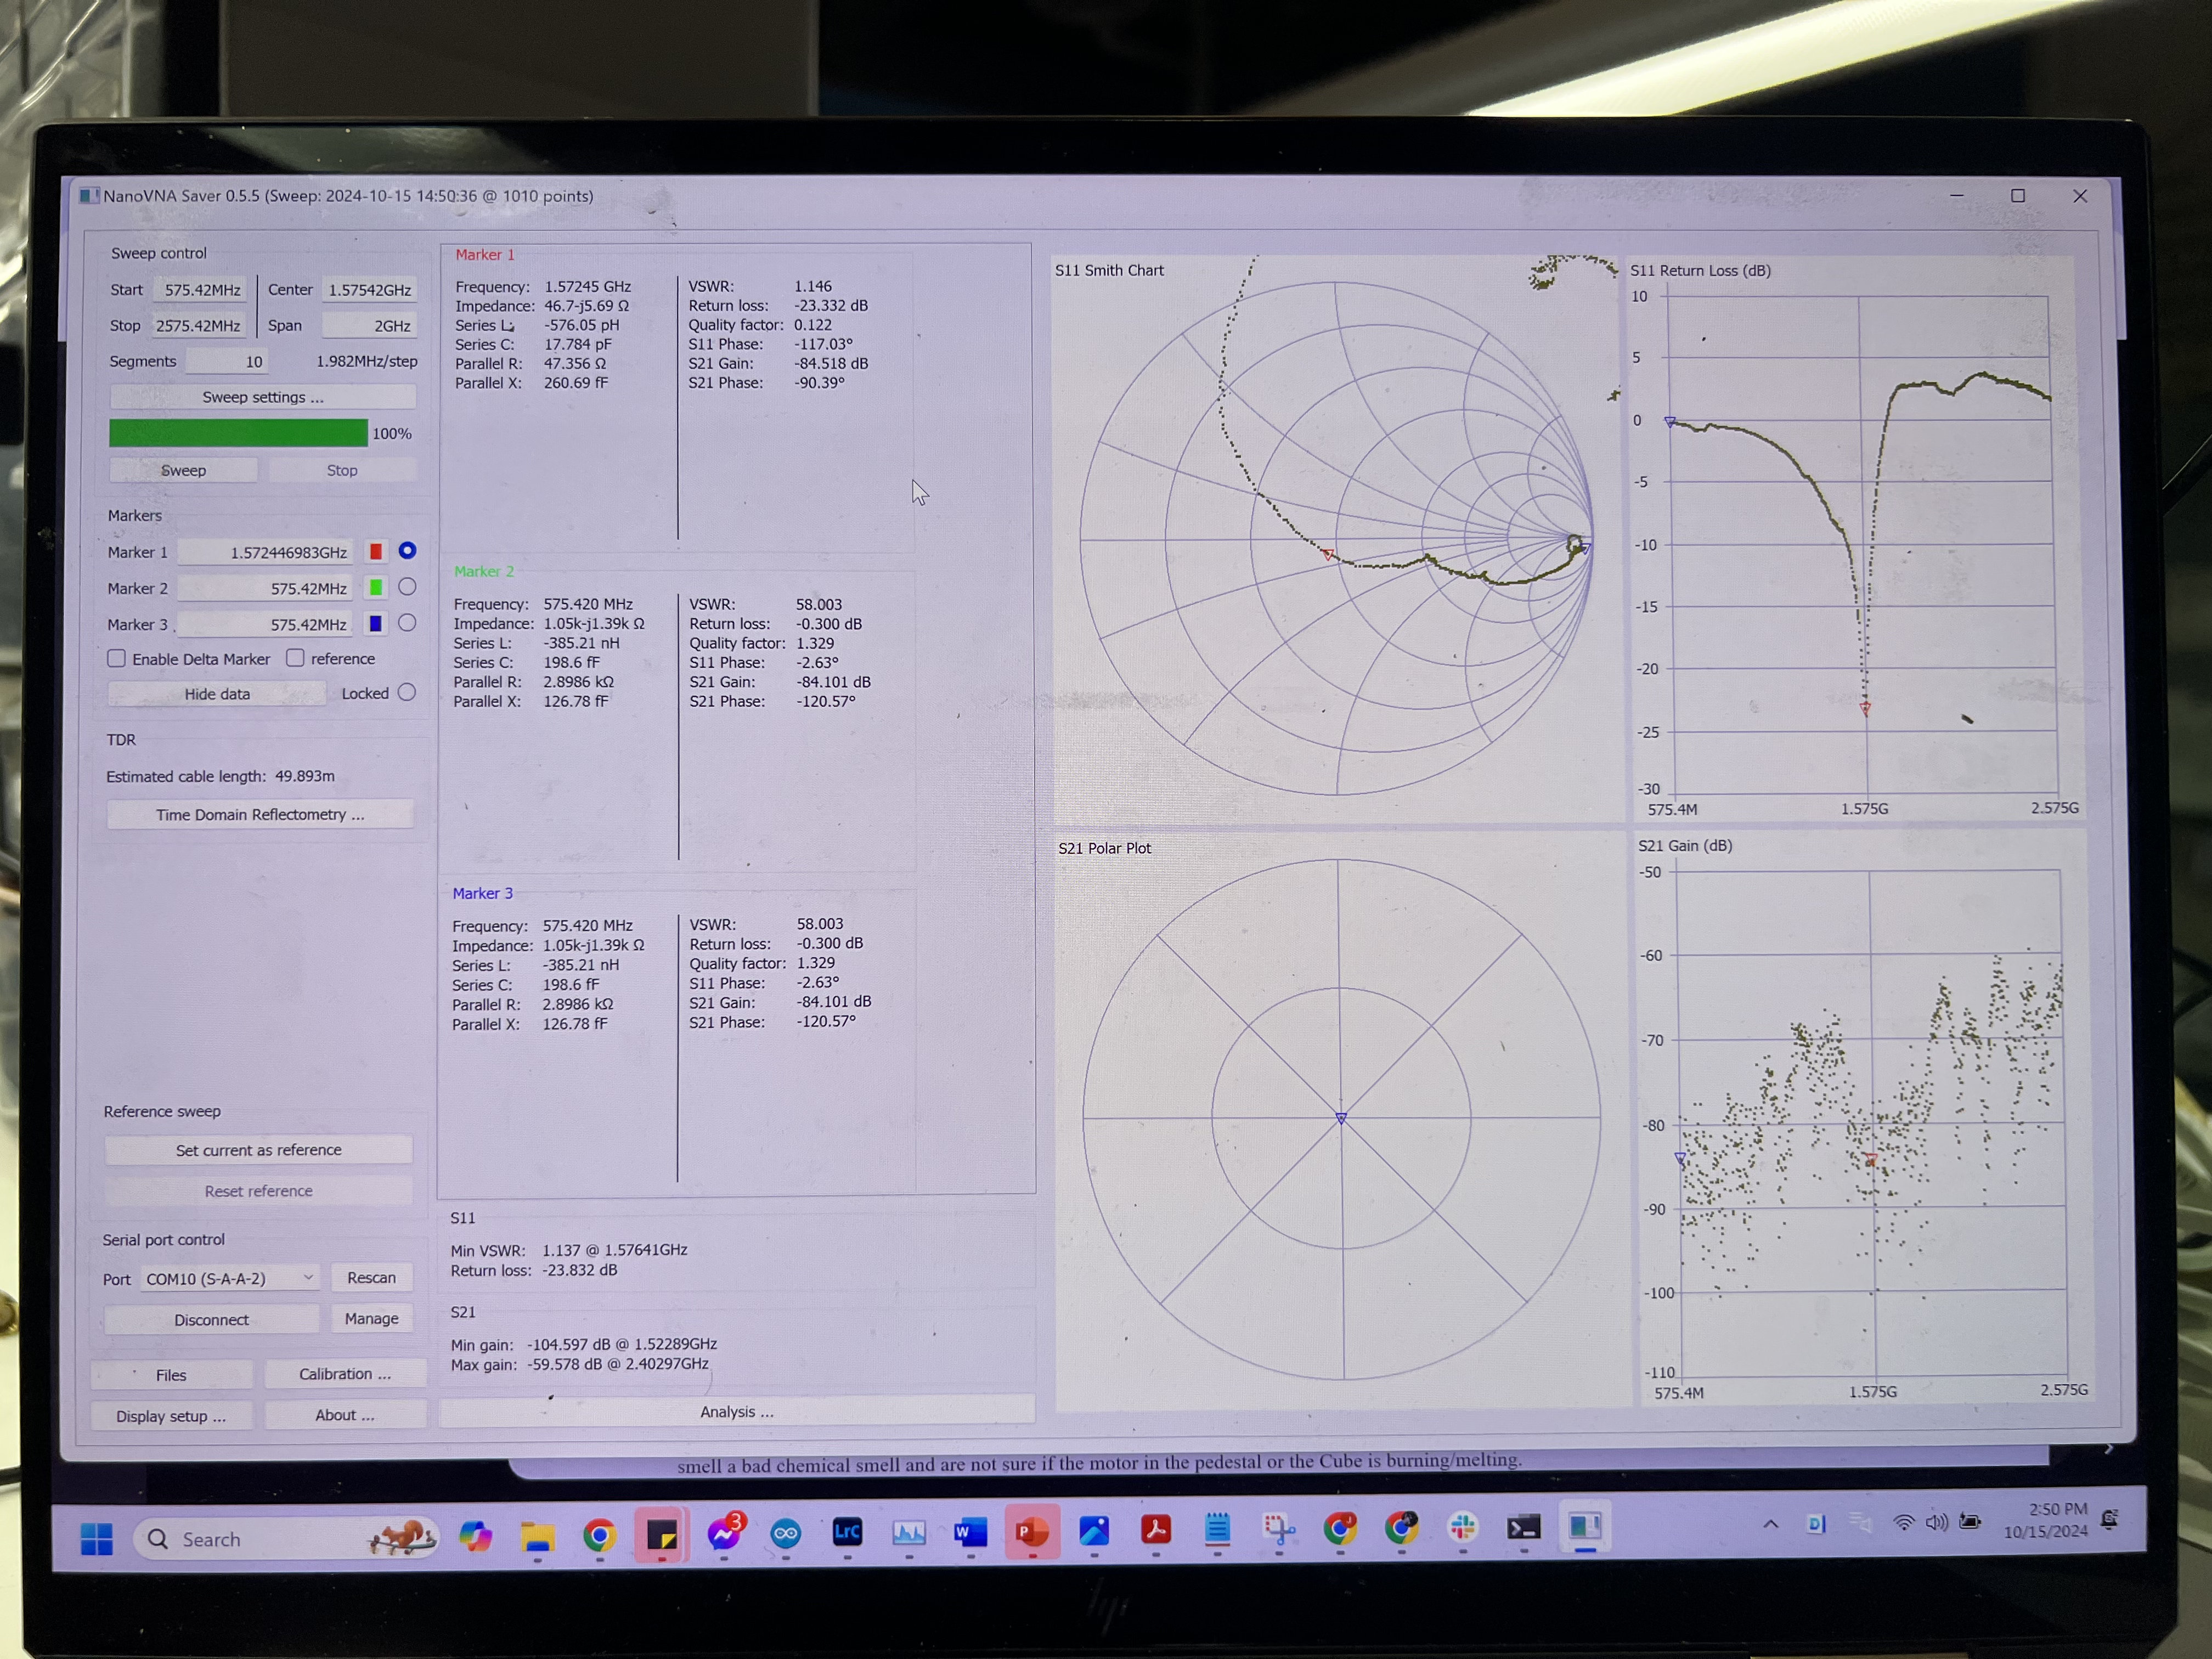 NanoVNA Saver 0.5.5 (Sweep: 2024-10-15 14:50:36 @ 1010 points)
Sweep control
Start 575.42MHz Center 1.57542GHz
Stop 2575.42MHz Span 2GHz
Segments 10 1.982MHz/step
Sweep settings ...
100%
Sweep Stop
Markers
Marker 1 1.572446983GHz
Marker 2 575.42MHz
Marker 3 575.42MHz
Enable Delta Marker reference
Hide data Locked
TDR
Estimated cable length: 49.893m
Time Domain Reflectometry ...
Reference sweep
Set current as reference
Reset reference
Serial port control
Port COM10 (S-A-A-2) Rescan
Disconnect Manage
Files Calibration ...
Display setup ... About ...
Marker 1
Frequency: 1.57245 GHz VSWR: 1.146
Impedance: 46.7-j5.69 Ω Return loss: -23.332 dB
Series L: -576.05 pH Quality factor: 0.122
Series C: 17.784 pF S11 Phase: -117.03°
Parallel R: 47.356 Ω S21 Gain: -84.518 dB
Parallel X: 260.69 fF S21 Phase: -90.39°
Marker 2
Frequency: 575.420 MHz VSWR: 58.003
Impedance: 1.05k-j1.39k Ω Return loss: -0.300 dB
Series L: -385.21 nH Quality factor: 1.329
Series C: 198.6 fF S11 Phase: -2.63°
Parallel R: 2.8986 kΩ S21 Gain: -84.101 dB
Parallel X: 126.78 fF S21 Phase: -120.57°
Marker 3
Frequency: 575.420 MHz VSWR: 58.003
Impedance: 1.05k-j1.39k Ω Return loss: -0.300 dB
Series L: -385.21 nH Quality factor: 1.329
Series C: 198.6 fF S11 Phase: -2.63°
Parallel R: 2.8986 kΩ S21 Gain: -84.101 dB
Parallel X: 126.78 fF S21 Phase: -120.57°
S11
Min VSWR: 1.137 @ 1.57641GHz
Return loss: -23.832 dB
S21
Min gain: -104.597 dB @ 1.52289GHz
Max gain: -59.578 dB @ 2.40297GHz
Analysis ...
S11 Smith Chart
S11 Return Loss (dB)
10
5
0
-5
-10
-15
-20
-25
-30
575.4M 1.575G 2.575G
S21 Polar Plot
S21 Gain (dB)
-50
-60
-70
-80
-90
-100
-110
575.4M 1.575G 2.575G
smell a bad chemical smell and are not sure if the motor in the pedestal or the Cube is burning/melting.
Search
3
LrC
W
P
J
D
2:50 PM
10/15/2024
hp